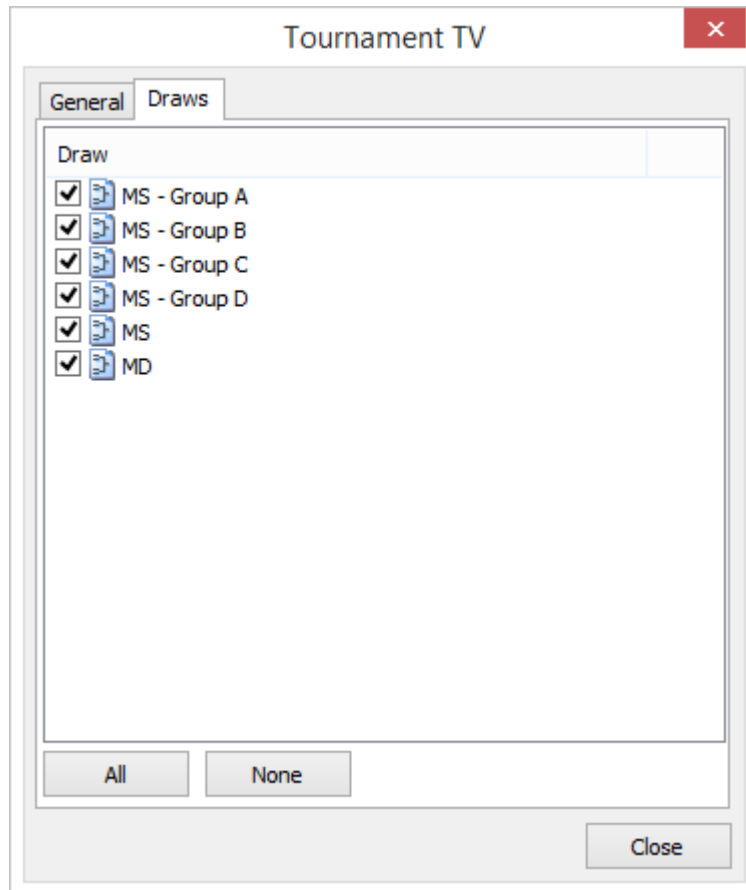 Tournament TV
General Draws
Draw
MS - Group A
MS - Group B
MS - Group C
MS - Group D
MS
MD
All None
Close